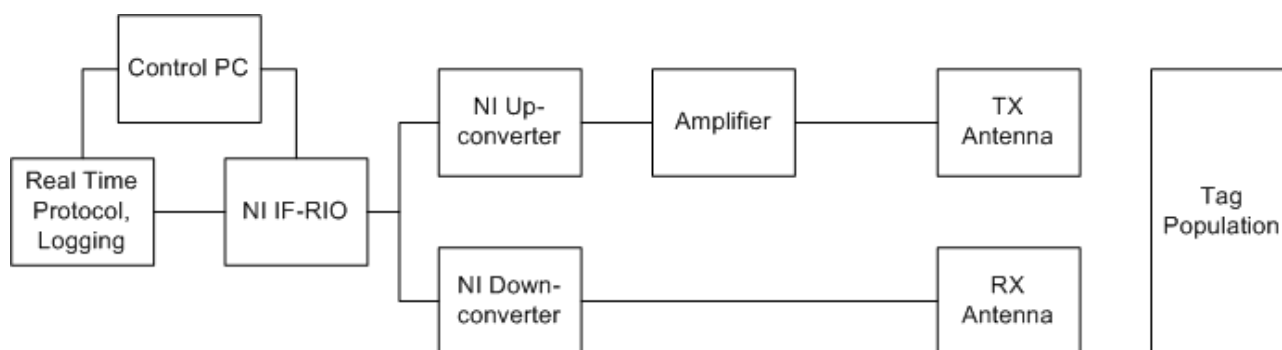 Control PC
Real Time
Protocol,
Logging
NI IF-RIO
NI Up-
converter
Amplifier
TX
Antenna
NI Down-
converter
RX
Antenna
Tag
Population